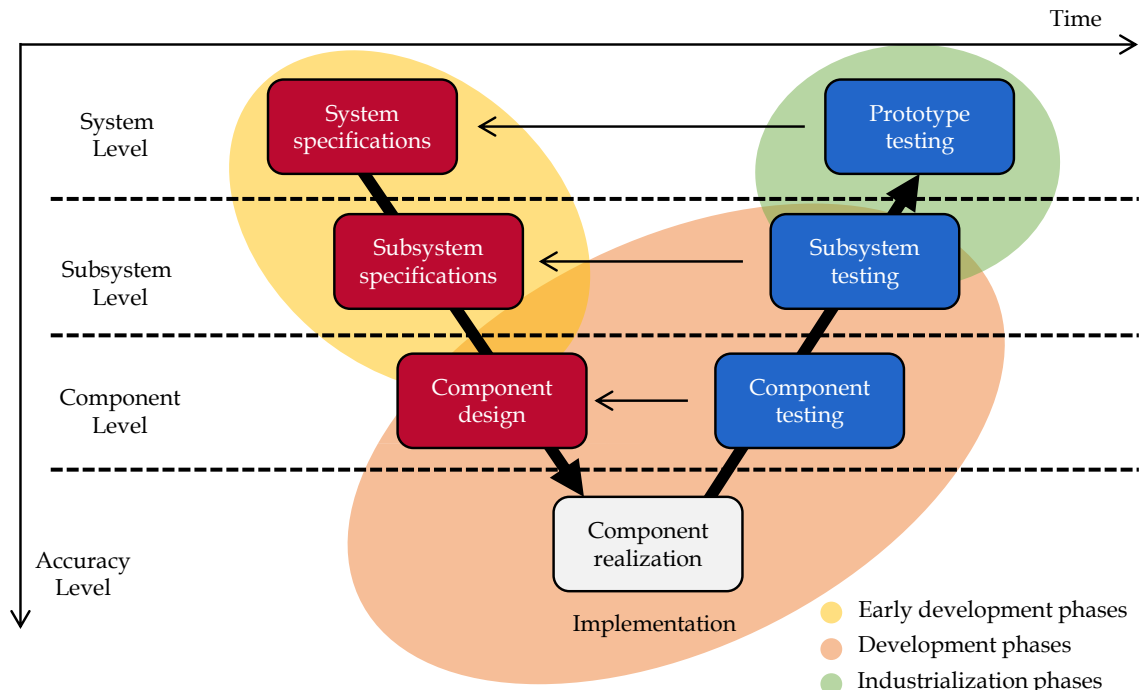 Time
System
Level
System
specifications
Prototype
testing
Subsystem
Level
Subsystem
specifications
Subsystem
testing
Component
Level
Component
design
Component
testing
Accuracy
Level
Component
realization
Implementation
Early development phases
Development phases
Industrialization phases